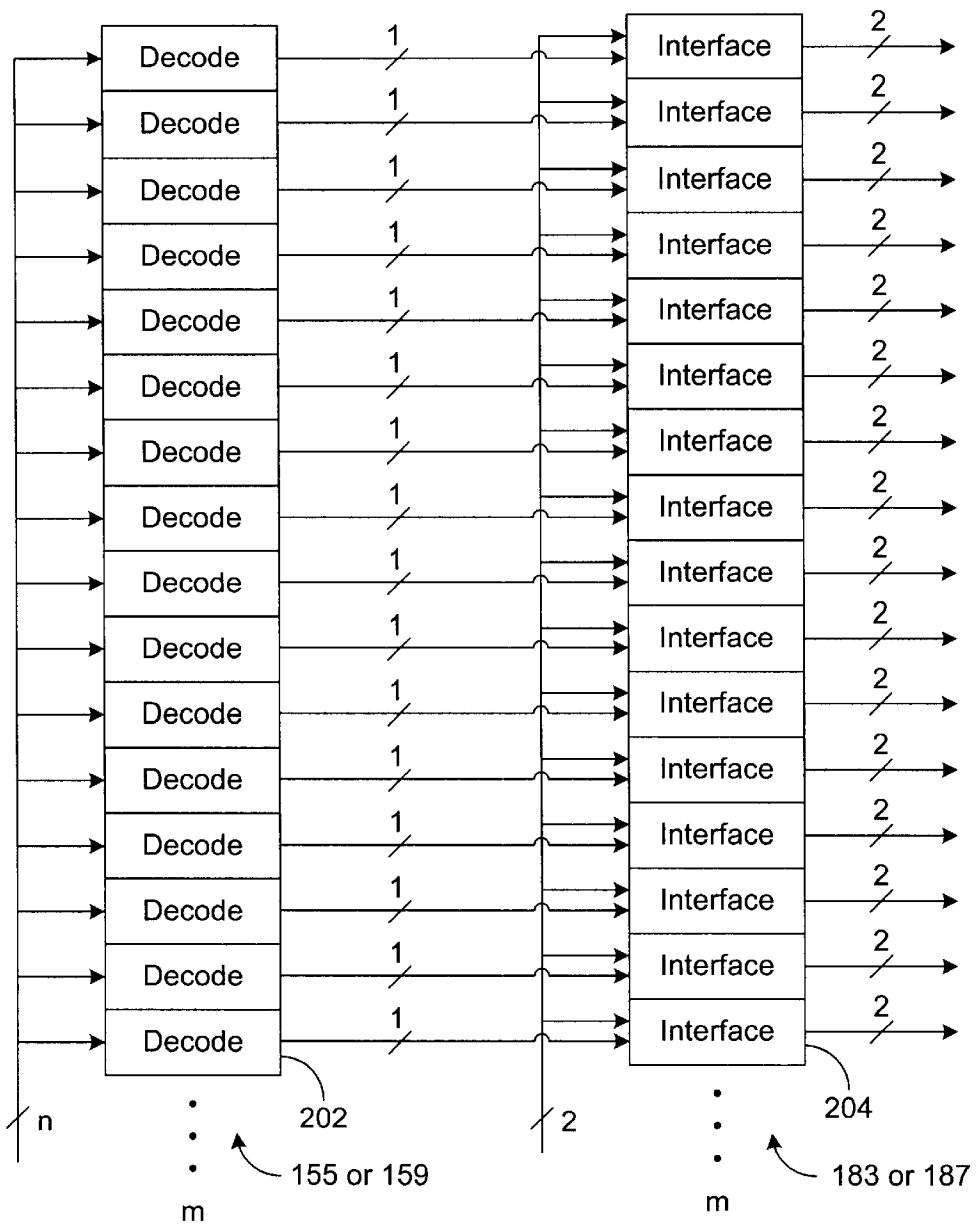 1 2
Decode Interface
1 2
Decode Interface
1 2
Decode Interface
1 2
Decode Interface
1 2
Decode Interface
1 2
Decode Interface
1 2
Decode Interface
1 2
Decode Interface
1 2
Decode Interface
1 2
Decode Interface
1 2
Decode Interface
1 2
Decode Interface
1 2
Decode Interface
1 2
Decode Interface
1 2
Decode Interface
1 2
Decode Interface
n 202 2 204
155 or 159 183 or 187
m m